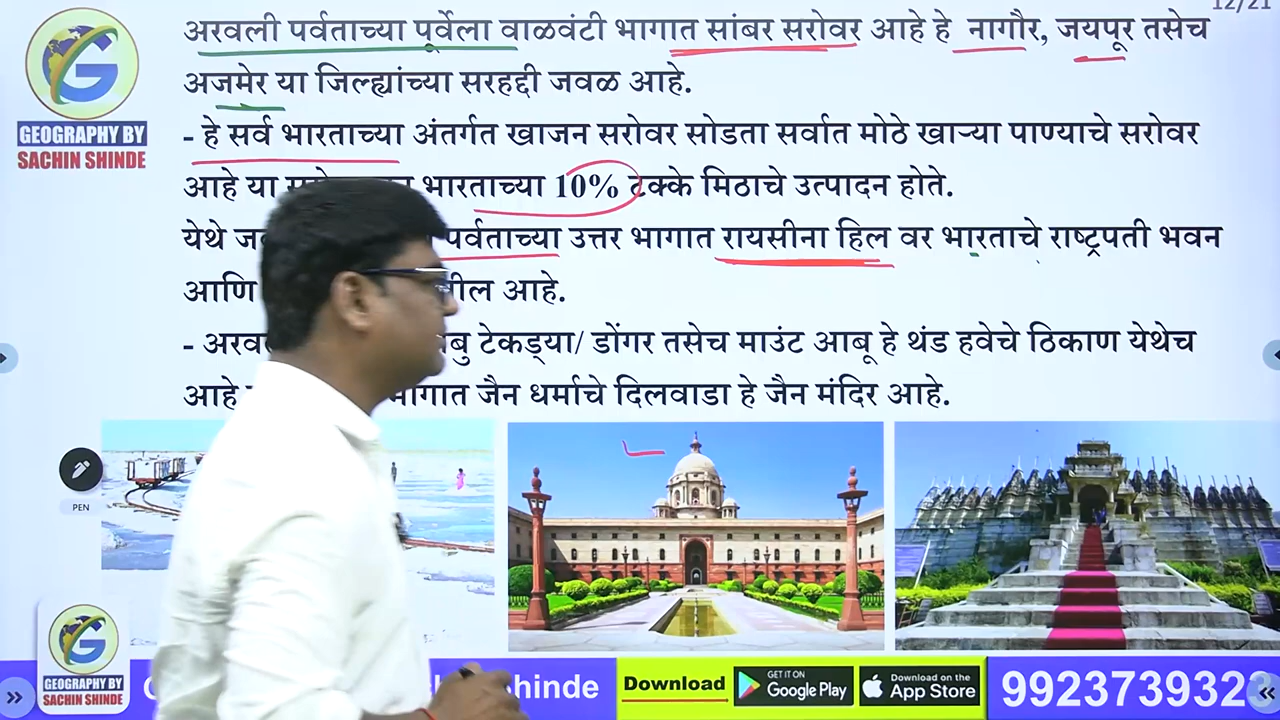 12/21
अरवली पर्वताच्या पूर्वेला वाळवंटी भागात सांबर सरोवर आहे हे नागौर, जयपूर तसेच
अजमेर या जिल्ह्यांच्या सरहद्दी जवळ आहे.
- हे सर्व भारताच्या अंतर्गत खाजन सरोवर सोडता सर्वात मोठे खाऱ्या पाण्याचे सरोवर
आहे या भारताच्या 10% टक्के मिठाचे उत्पादन होते.
येथे पर्वताच्या उत्तर भागात रायसीना हिल वर भारताचे राष्ट्रपती भवन
आणि आहे.
- टेकड्या/ डोंगर तसेच माउंट आबू हे थंड हवेचे ठिकाण येथेच
आहे जैन धर्माचे दिलवाडा हे जैन मंदिर आहे.
GEOGRAPHY BY
SACHIN SHINDE
PEN
GEOGRAPHY BY
SACHIN SHINDE
Shinde
Download
GET IT ON
Google Play
Download on the
App Store
992373932